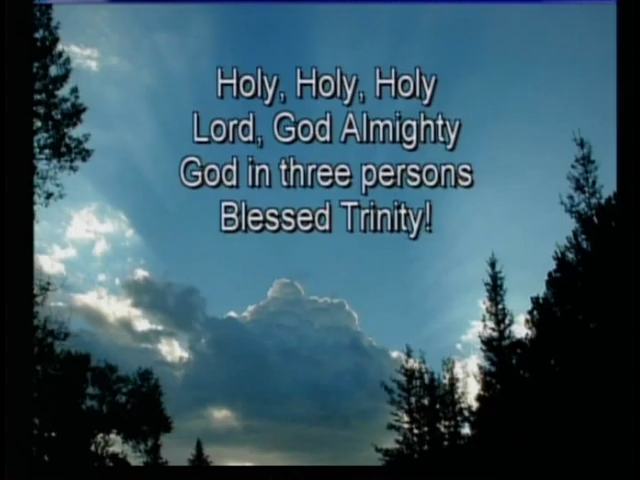 Holy, Holy, Holy
Lord, God Almighty
God in three persons
Blessed Trinity!